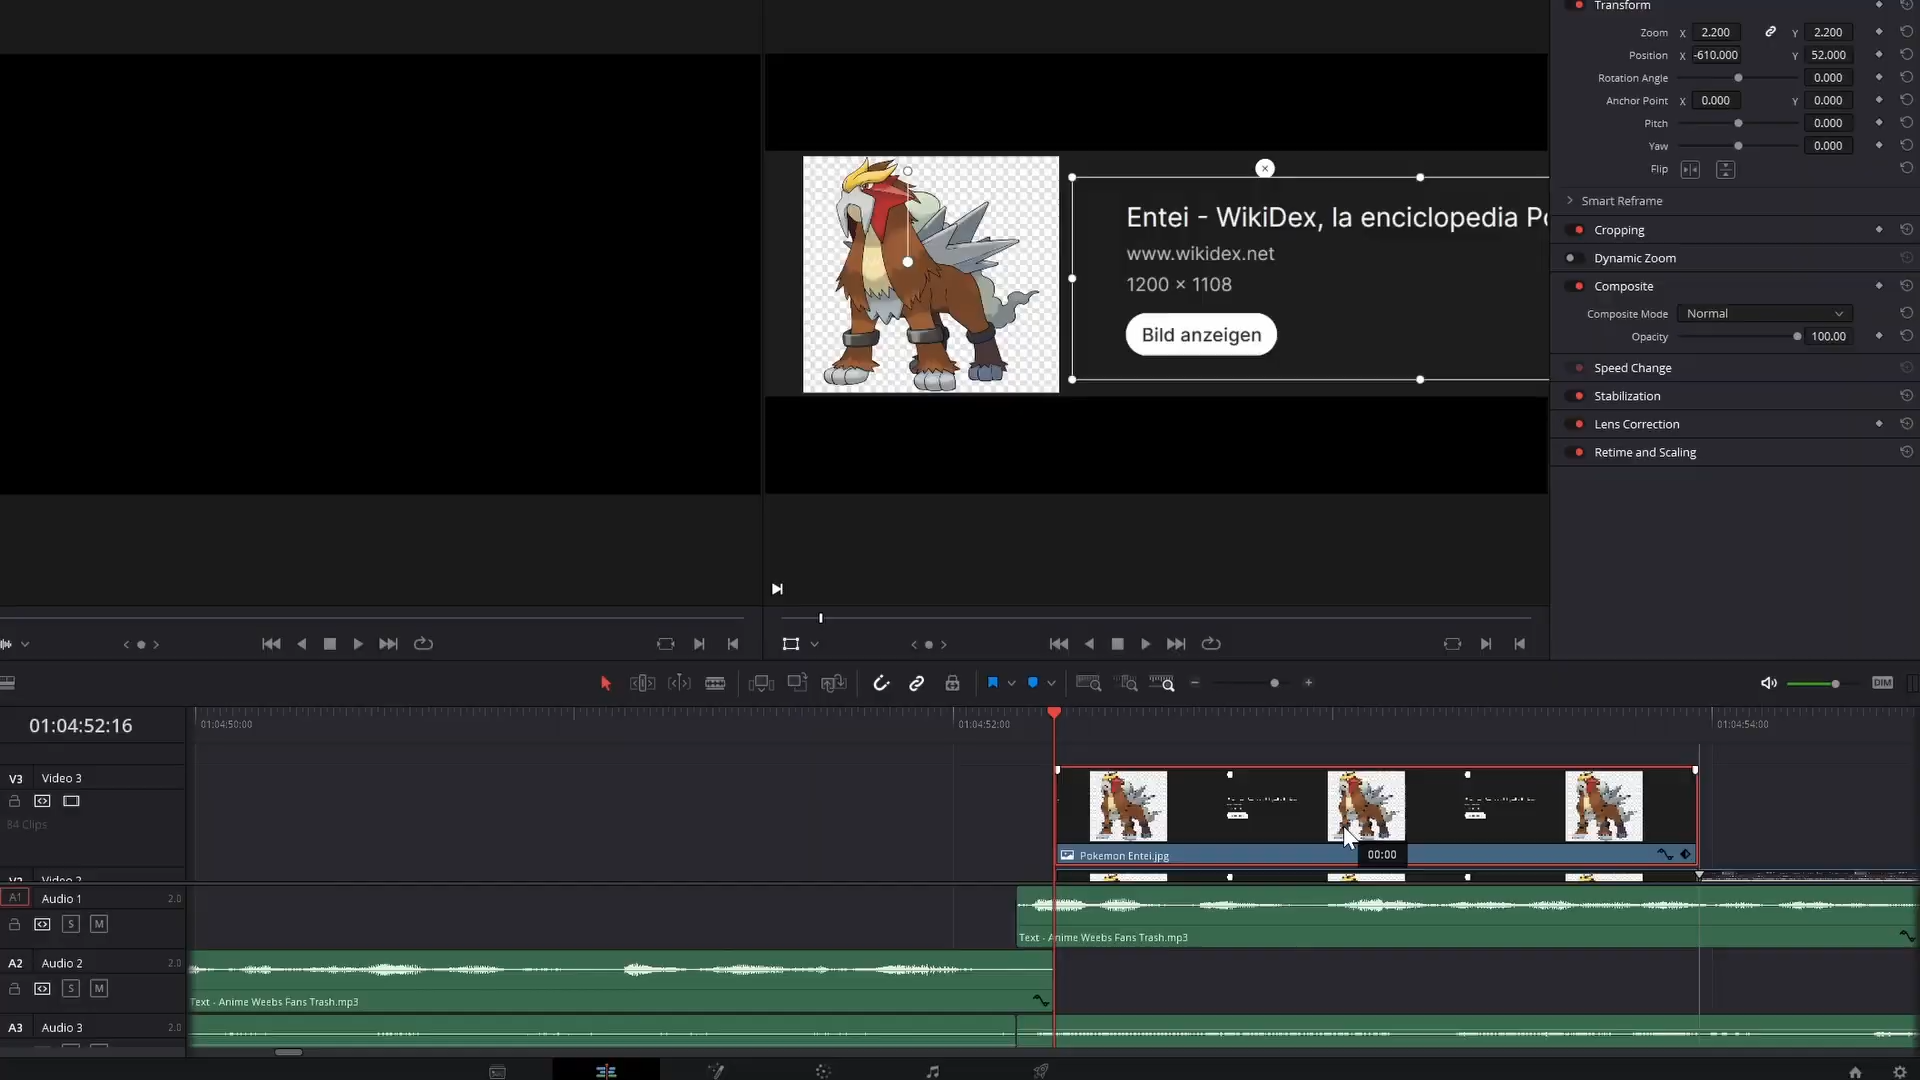 Transform
Zoom X 2.200 Y 2.200
Position X -610.000 Y 52.000
Rotation Angle 0.000
Anchor Point X 0.000 Y 0.000
Pitch 0.000
Yaw 0.000
Flip
Smart Reframe
Cropping
Dynamic Zoom
Composite
Composite Mode Normal
Opacity 100.00
Speed Change
Stabilization
Lens Correction
Retime and Scaling
Entei - WikiDex, la enciclopedia
www.wikidex.net
1200 × 1108
Bild anzeigen
DIM
01:04:52:16
01:04:50:00
01:04:52:00
01:04:54:00
V3 Video 3
84 Clips
Pokemon Entei.jpg
00:00
Video 2
A1 Audio 1 2.0
S M
Text - Anime Weebs Fans Trash.mp3
A2 Audio 2 2.0
S M
Text - Anime Weebs Fans Trash.mp3
A3 Audio 3 2.0